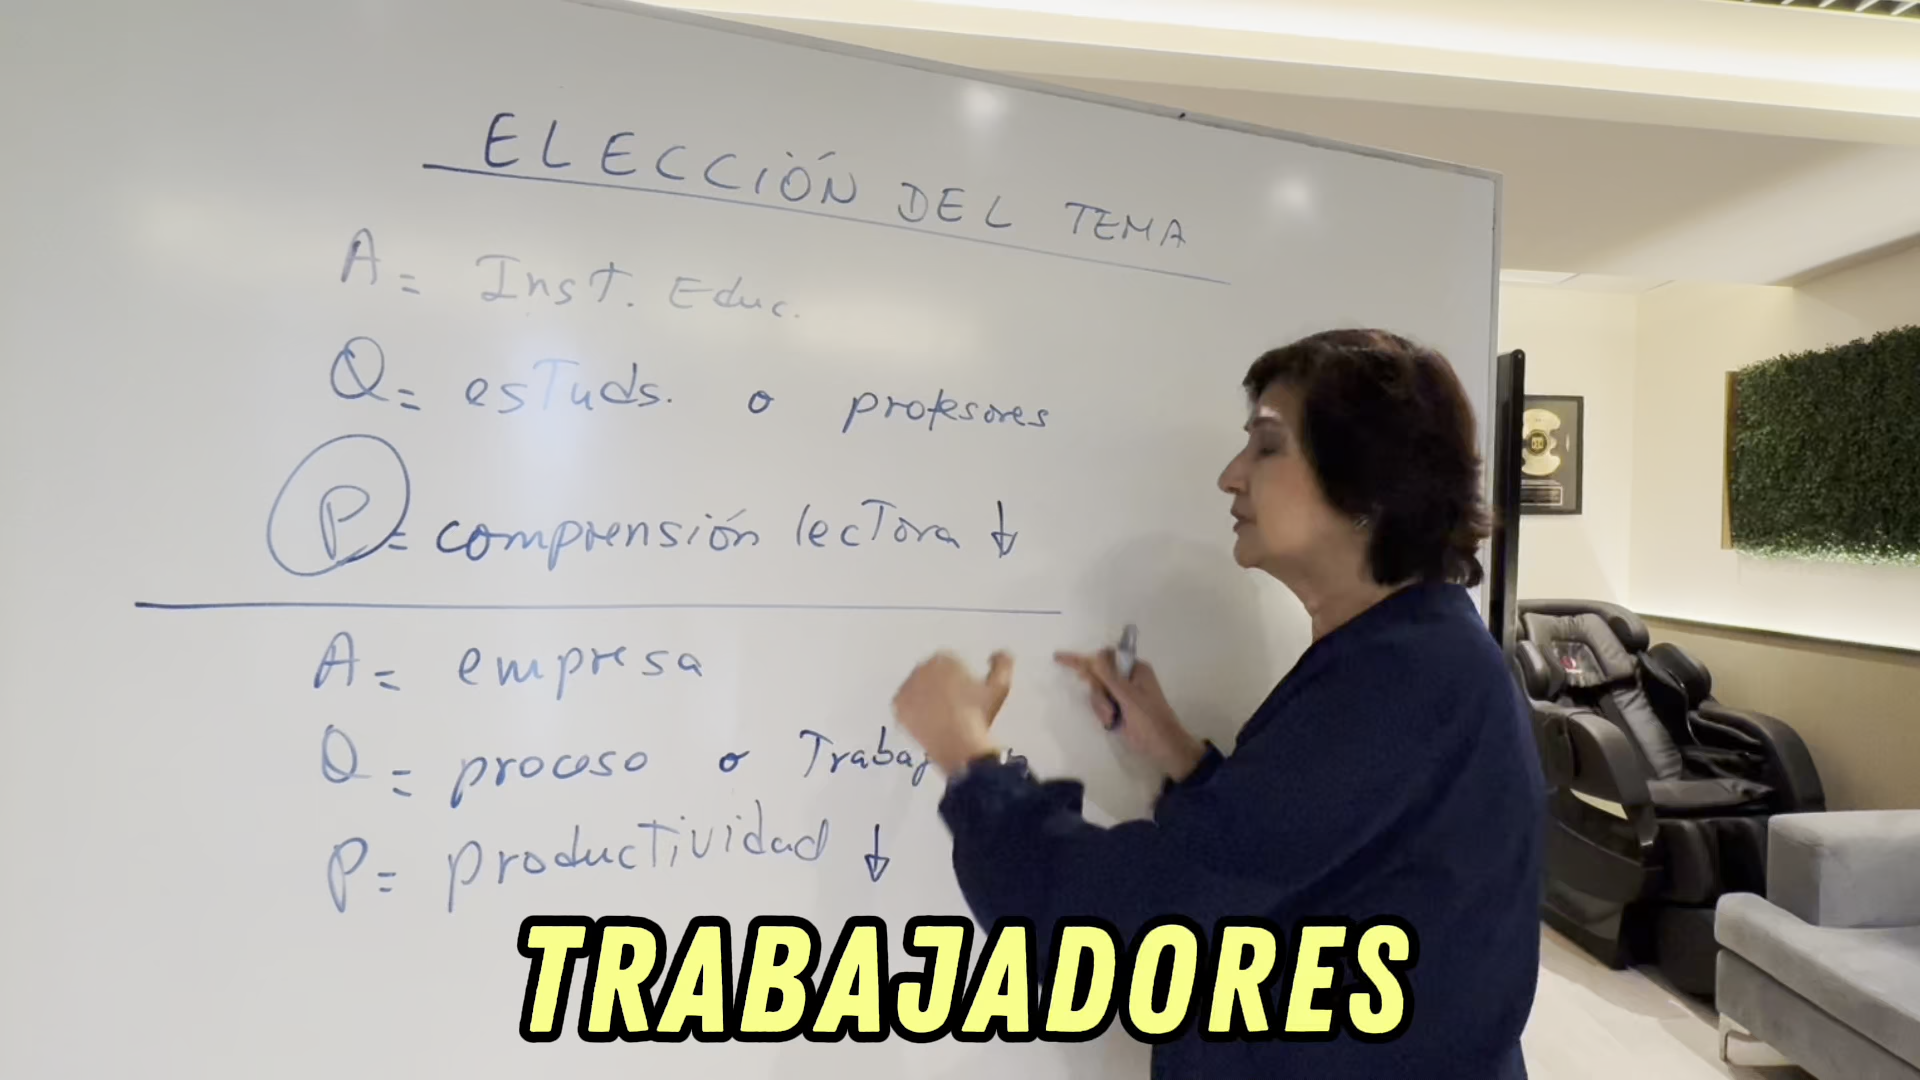 ELECCIÓN DEL TEMA
A = Inst. Educ.
Q = estuds. o profesores
P = comprensión lectora ↓
A = empresa
Q = proceso o
P = productividad ↓
TRABAJADORES